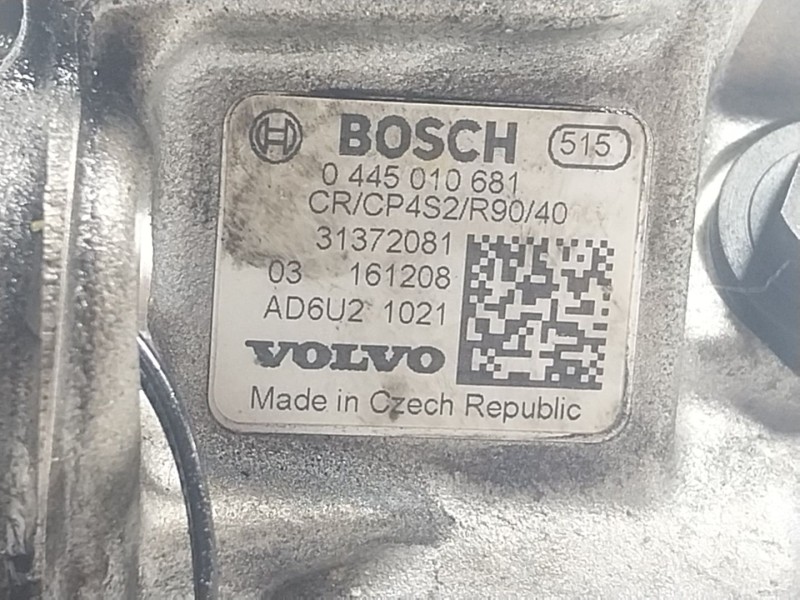 BOSCH 515
0 445 010 681
CR/CP4S2/R90/40
31372081
03 161208
AD6U2 1021
VOLVO
Made in Czech Republic